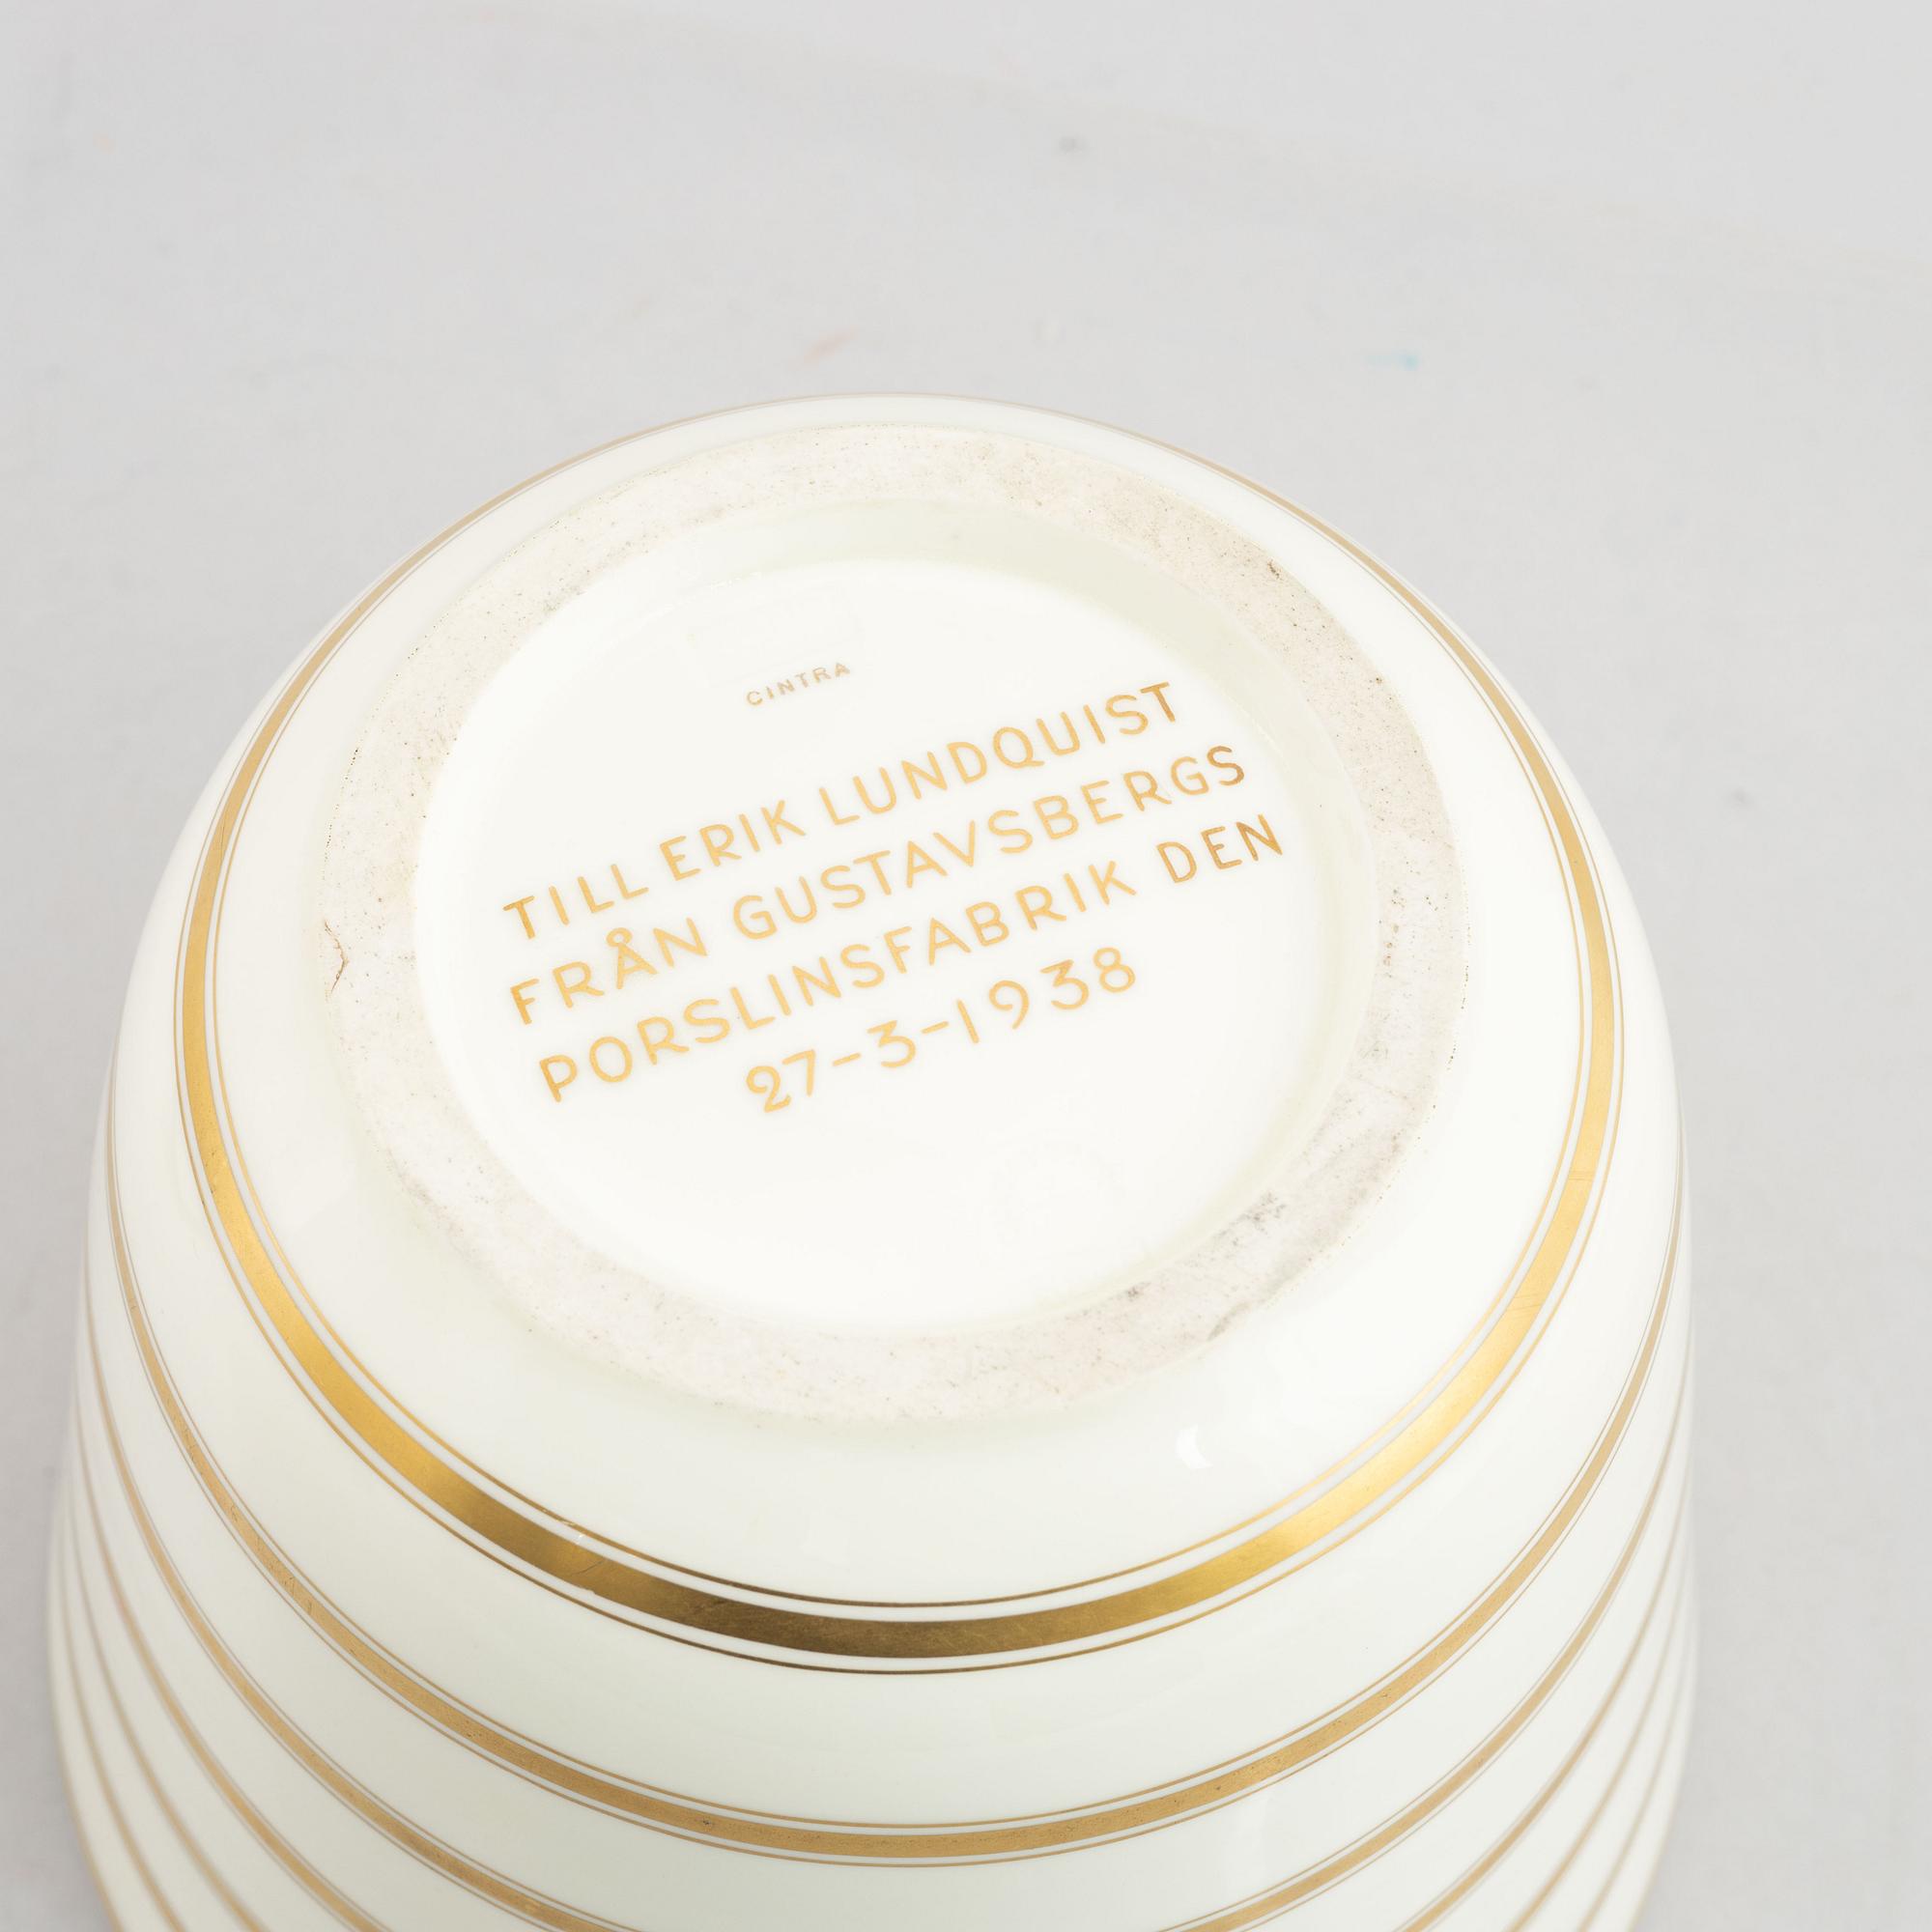 CINTRA
TILL ERIK LUNDQUIST
FRÅN GUSTAVSBERGS
PORSLINSFABRIK DEN
27-3-1938